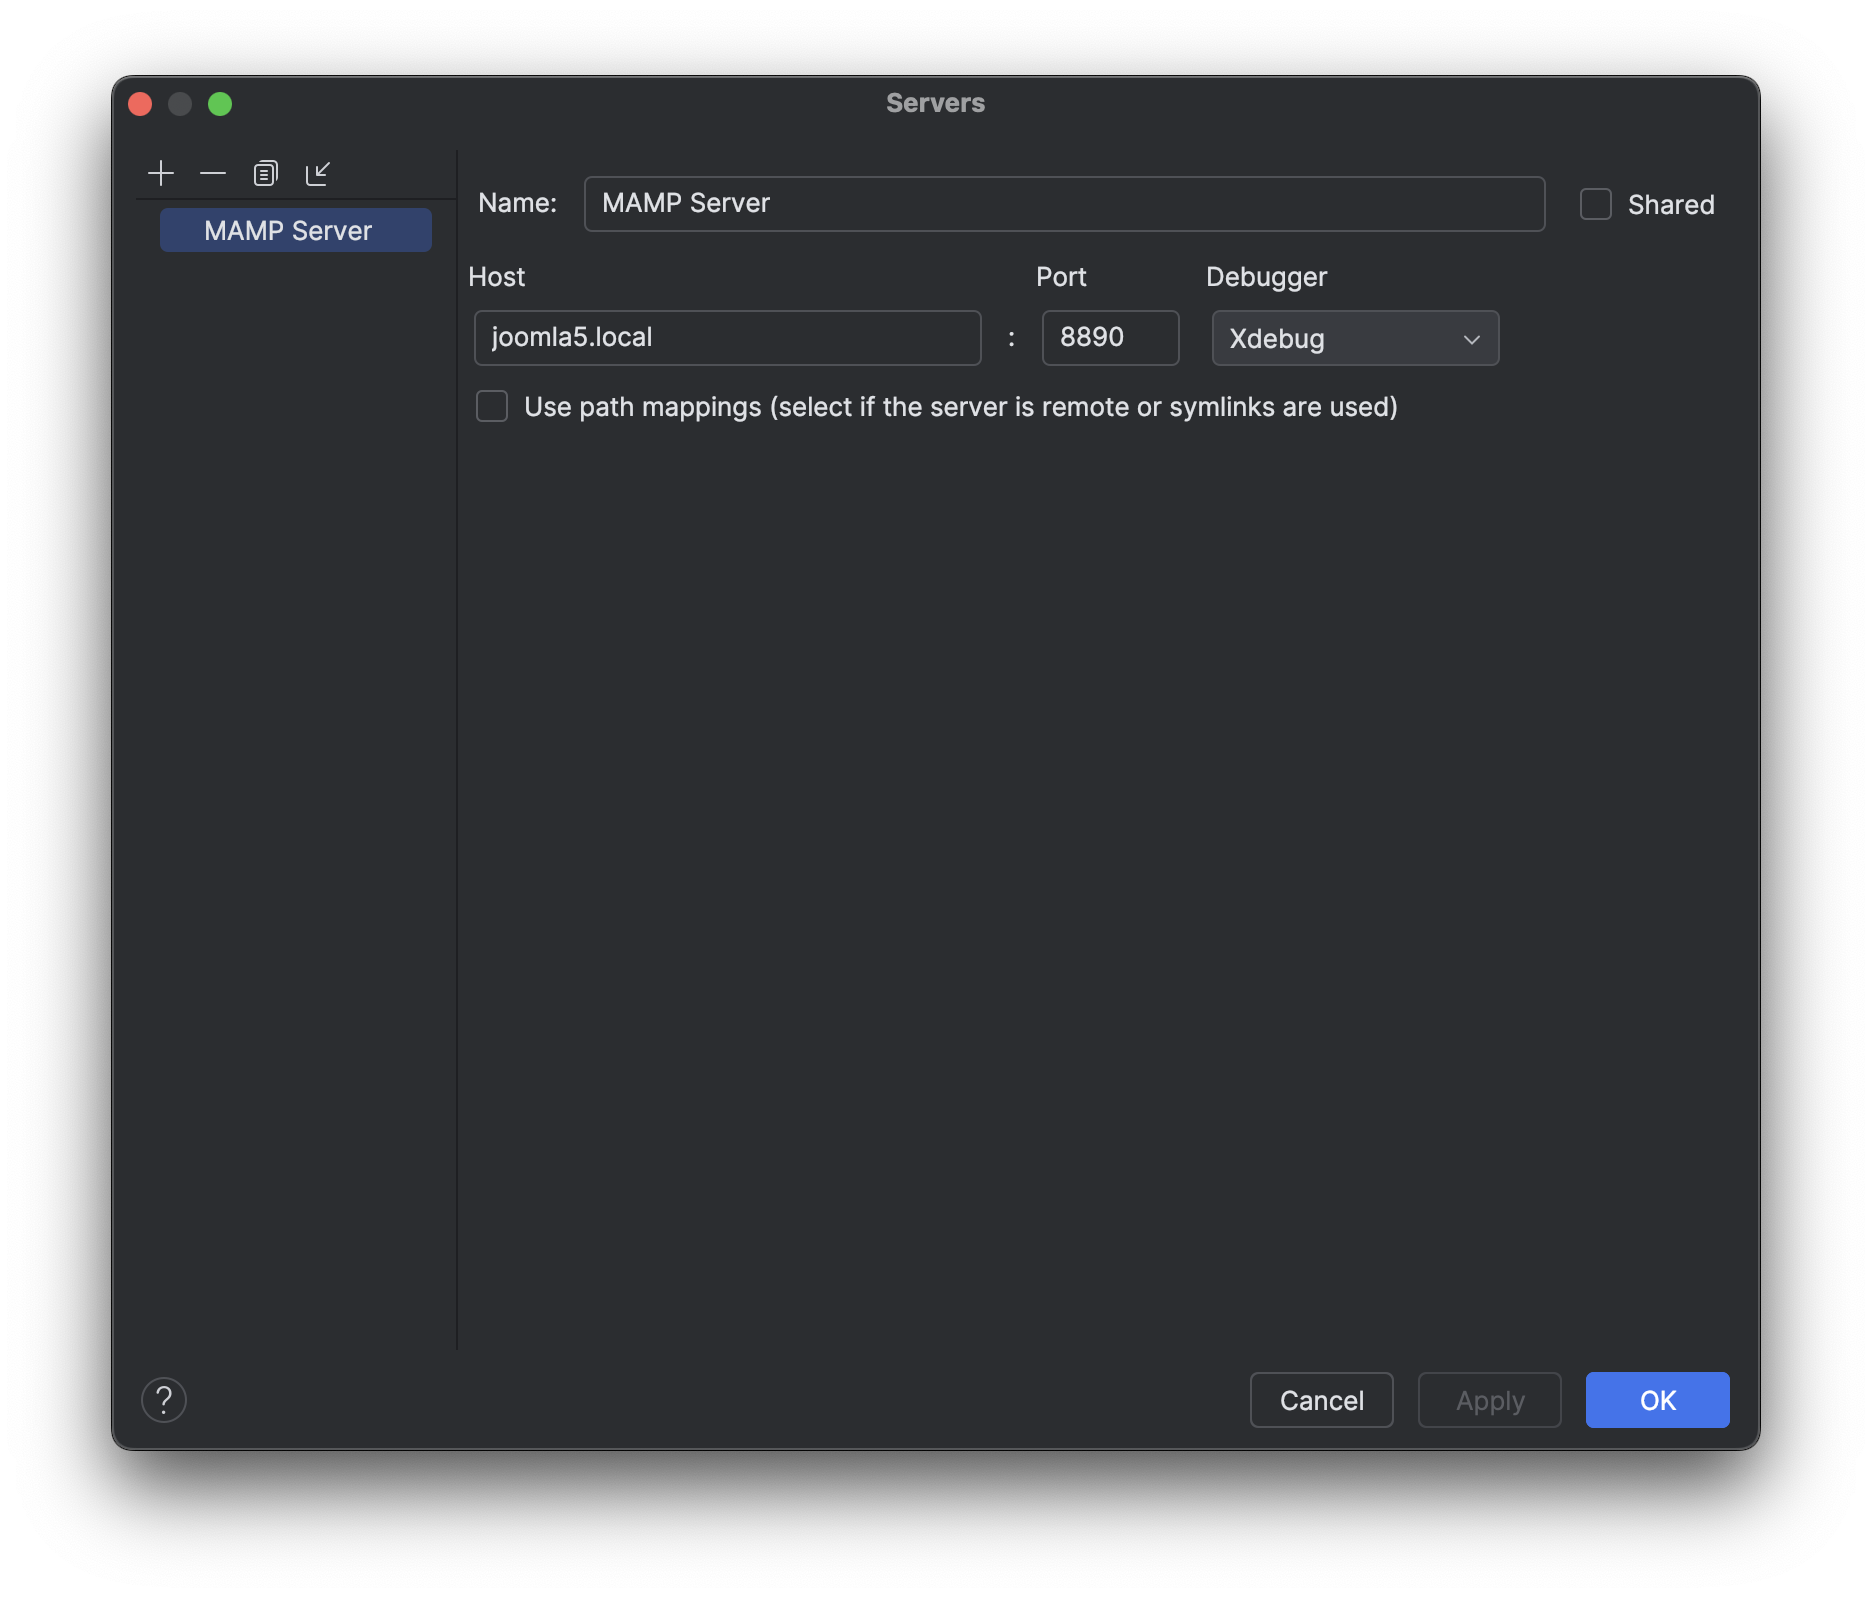 Servers
MAMP Server
Name: MAMP Server Shared
Host Port Debugger
joomla5.local : 8890 Xdebug
Use path mappings (select if the server is remote or symlinks are used)
? Cancel Apply OK